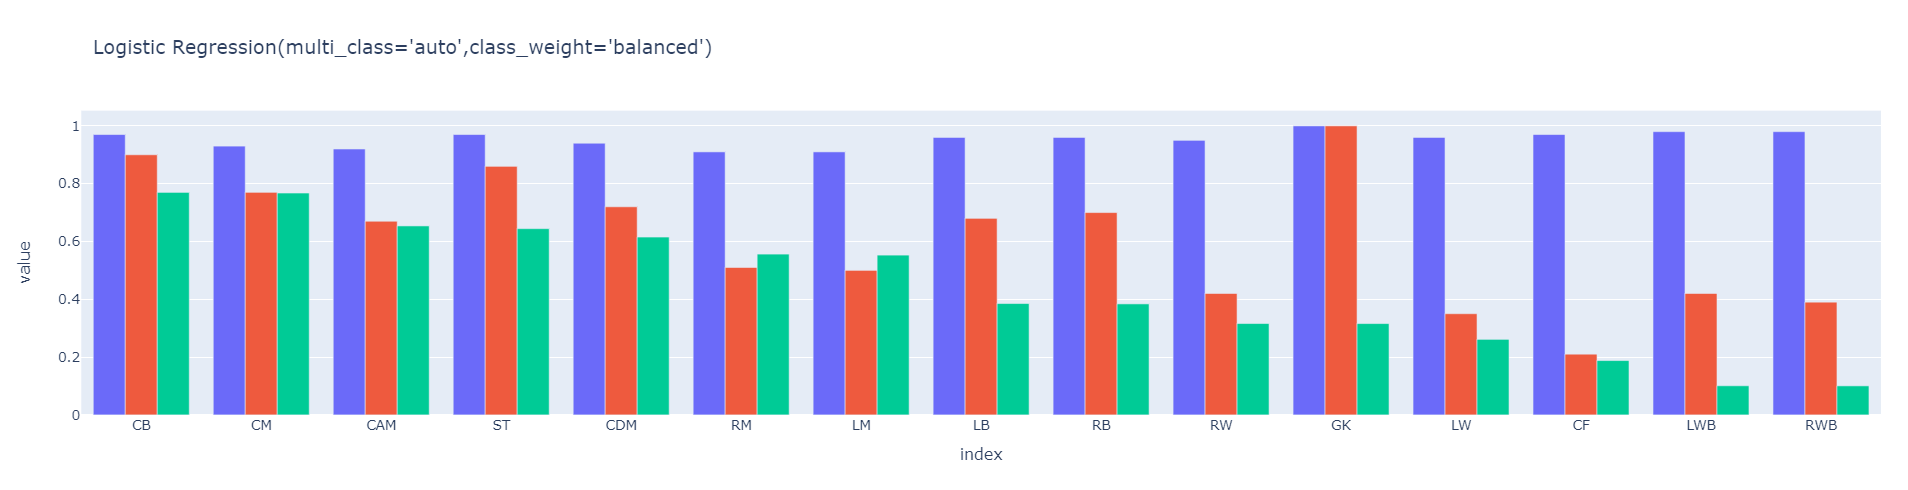 Logistic Regression(multi_class='auto',class_weight='balanced')
1
0.8
0.6
0.4
0.2
0
value
CB CM CAM ST CDM RM LM LB RB RW GK LW CF LWB RWB
index